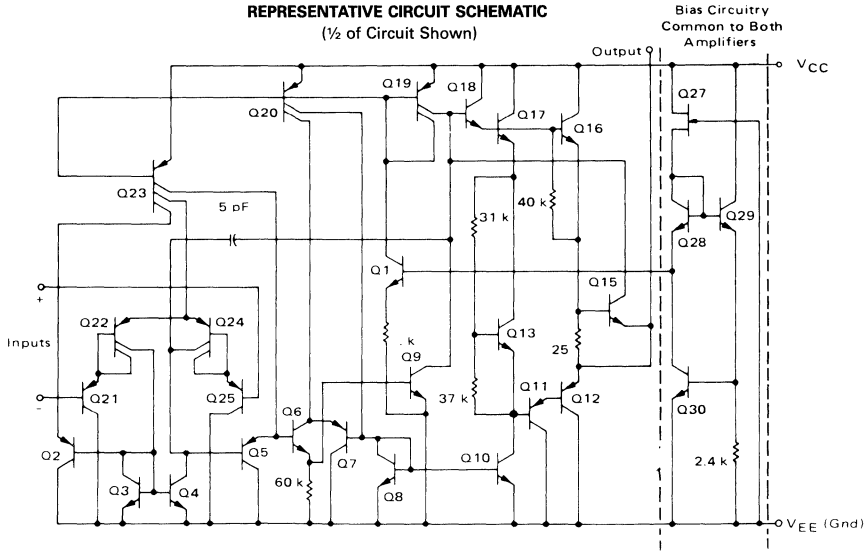 REPRESENTATIVE CIRCUIT SCHEMATIC
(½ of Circuit Shown)
Bias Circuitry
Common to Both
Amplifiers
Output
VCC
Q27
Q19
Q18
Q20
Q17
Q16
Q23
5 pF
31 k
40 k
Q28
Q29
Q1
Q15
+
Q22
Q24
Inputs
k
Q13
25
Q9
-
Q21
Q25
37 k
Q11
Q12
Q30
Q6
Q2
Q5
Q7
Q10
2.4 k
Q3
Q4
60 k
Q8
VEE (Gnd)